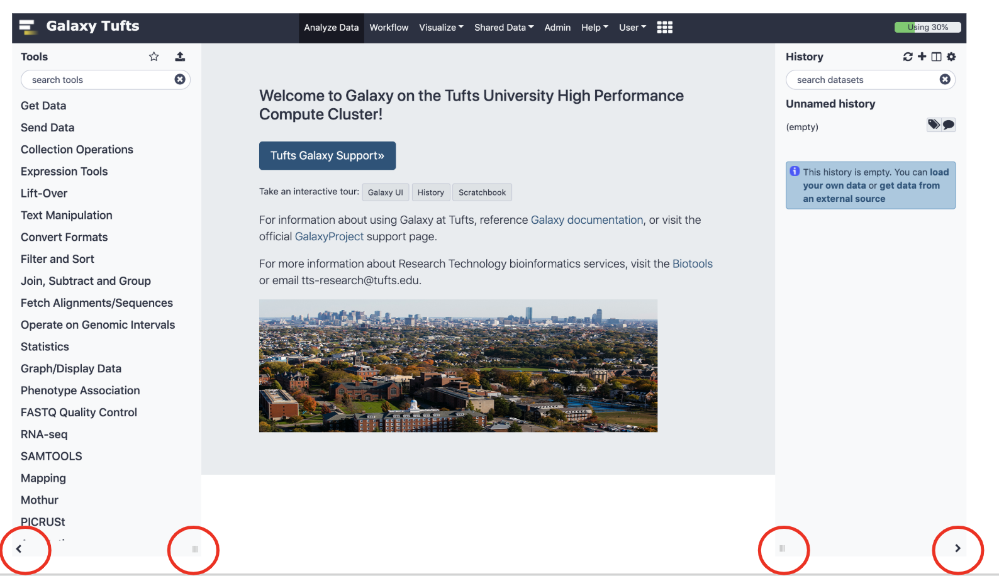 Galaxy Tufts
Analyze Data Workflow Visualize Shared Data Admin Help User
Using 30%
Tools
search tools
Get Data
Send Data
Collection Operations
Expression Tools
Lift-Over
Text Manipulation
Convert Formats
Filter and Sort
Join, Subtract and Group
Fetch Alignments/Sequences
Operate on Genomic Intervals
Statistics
Graph/Display Data
Phenotype Association
FASTQ Quality Control
RNA-seq
SAMTOOLS
Mapping
Mothur
PICRUSt
Welcome to Galaxy on the Tufts University High Performance
Compute Cluster!
Tufts Galaxy Support»
Take an interactive tour: Galaxy UI History Scratchbook
For information about using Galaxy at Tufts, reference Galaxy documentation, or visit the
official GalaxyProject support page.
For more information about Research Technology bioinformatics services, visit the Biotools
or email tts-research@tufts.edu.
History
search datasets
Unnamed history
(empty)
This history is empty. You can load
your own data or get data from
an external source